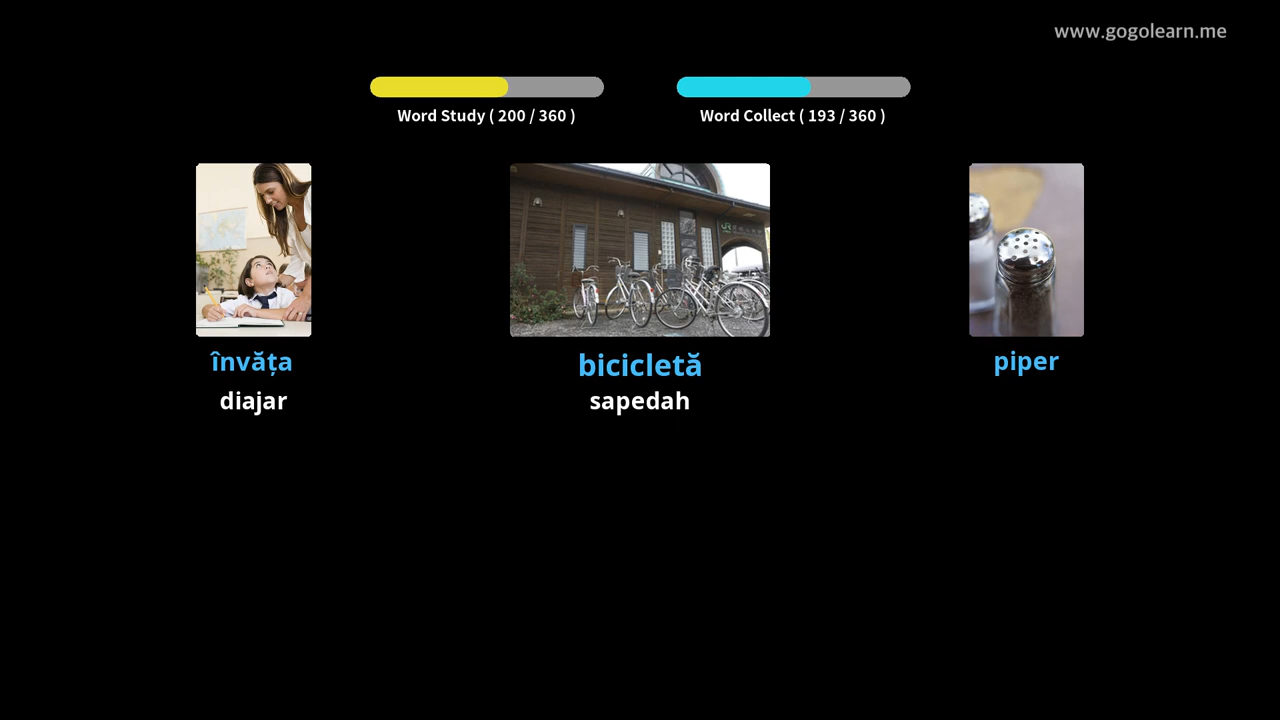 www.gogolearn.me
Word Study ( 200 / 360 )
Word Collect ( 193 / 360 )
învăța
bicicletă
piper
diajar
sapedah